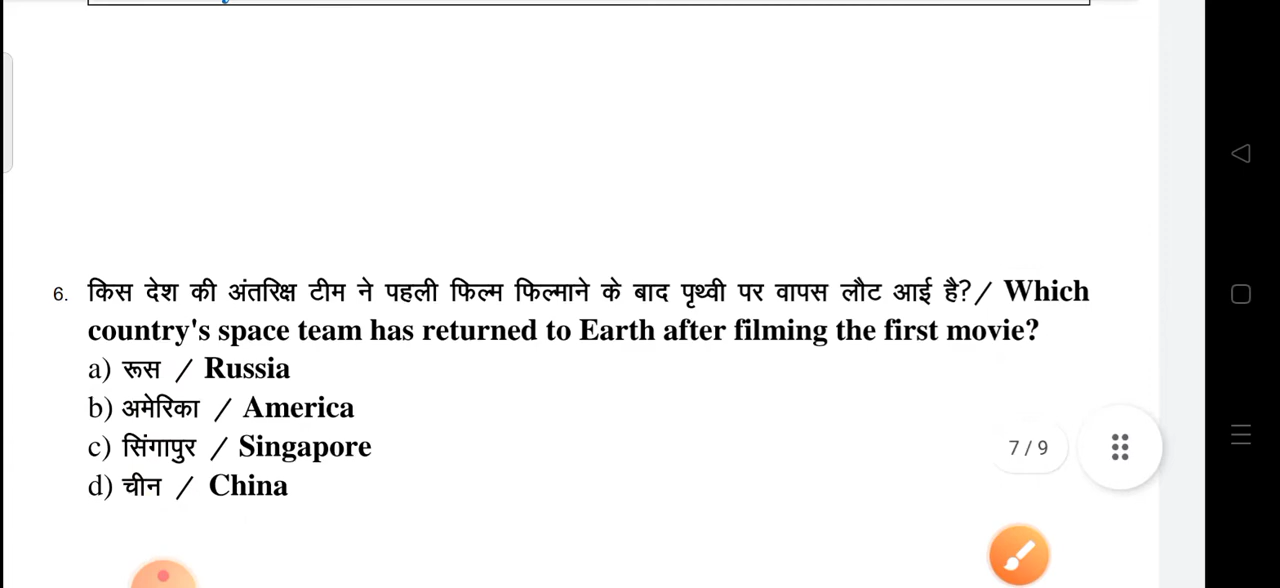 6. किस देश की अंतरिक्ष टीम ने पहली फिल्म फिल्माने के बाद पृथ्वी पर वापस लौट आई है?/ Which
country's space team has returned to Earth after filming the first movie?
a) रूस / Russia
b) अमेरिका / America
c) सिंगापुर / Singapore
d) चीन / China
7 / 9